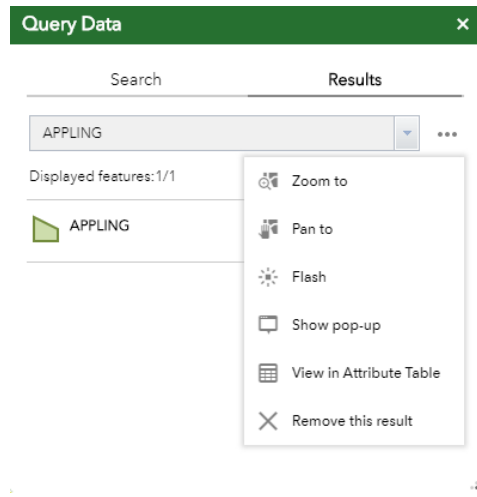 Query Data
Search Results
APPLING
Displayed features:1/1
APPLING
Zoom to
Pan to
Flash
Show pop-up
View in Attribute Table
Remove this result